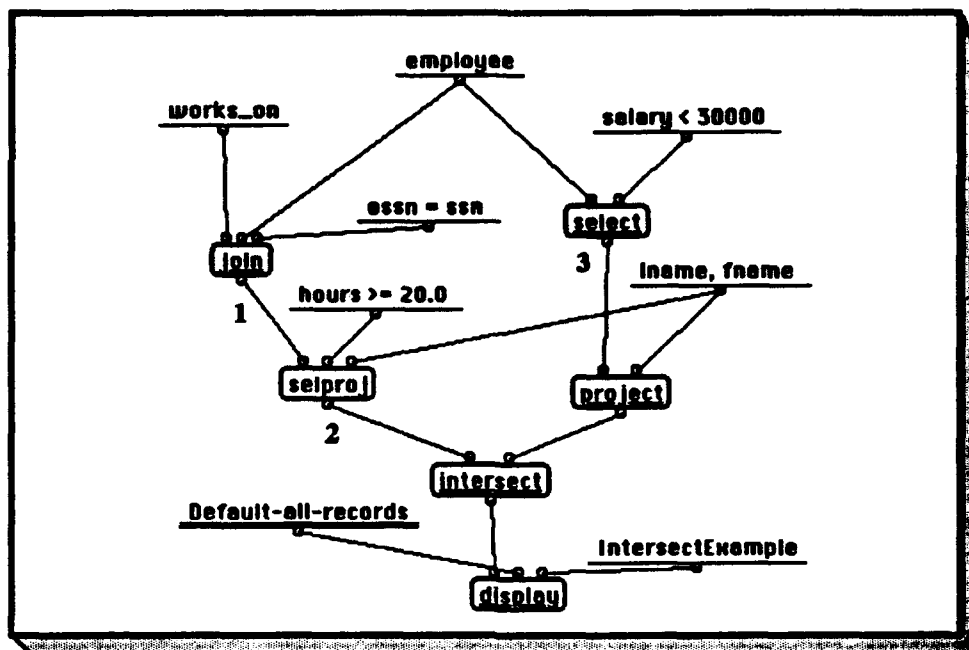 employee
works_on
salary < 30000
essn = ssn
select
join
3
lname, fname
1
hours >= 20.0
selproj
project
2
intersect
Default-all-records
IntersectExample
display